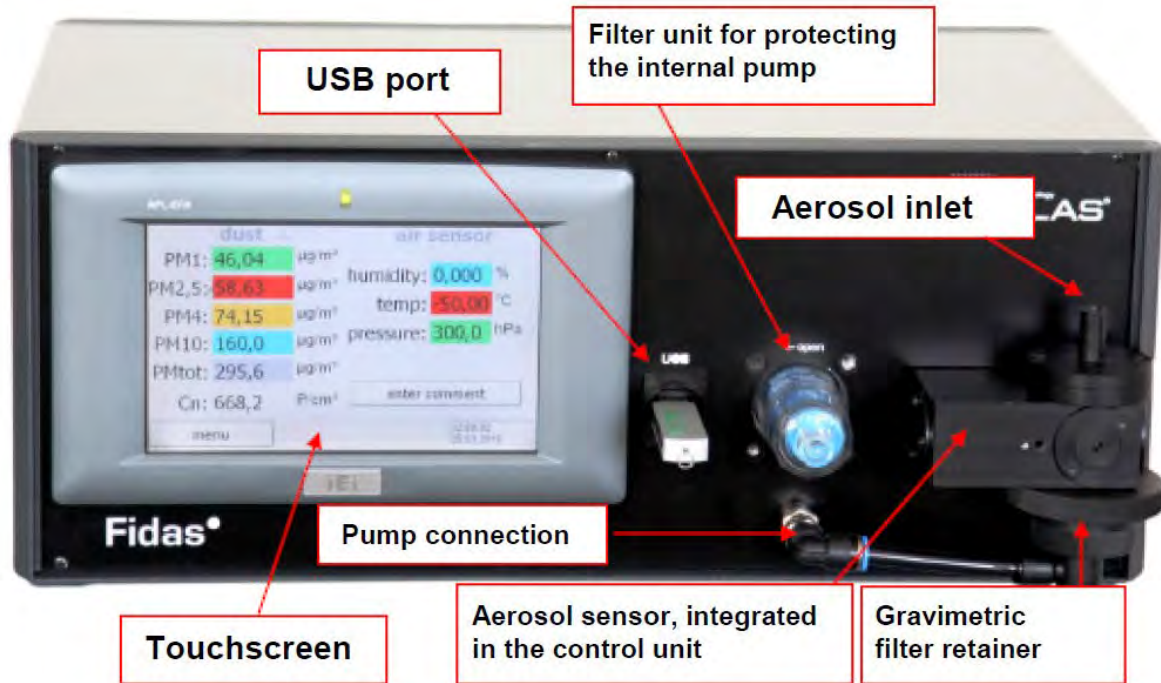 Filter unit for protecting
the internal pump
USB port
Aerosol inlet
CAS
dust
air sensor
PM1: 46,04 µg/m³
humidity: 0,000 %
PM2,5: 58,63 µg/m³
temp: -50,00 °C
PM4: 74,15 µg/m³
pressure: 300,0 hPa
PM10: 160,0 µg/m³
PMtot: 295,6 µg/m³
enter comment
Cn: 668,2 P/cm³
menu
USB
open
iEi
Fidas
Pump connection
Touchscreen
Aerosol sensor, integrated
in the control unit
Gravimetric
filter retainer